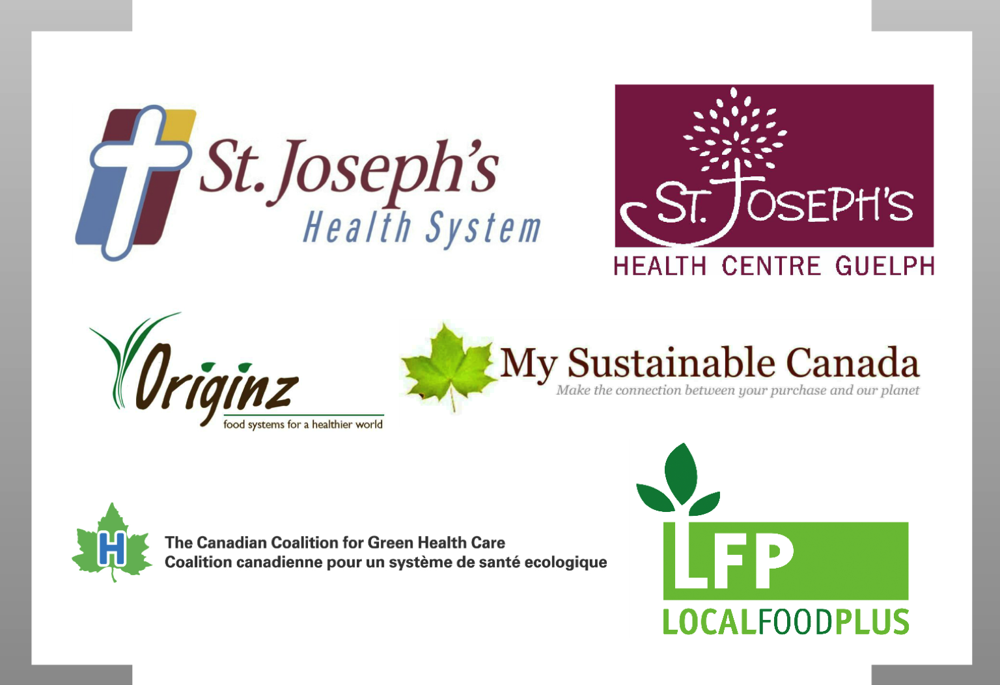 St. Joseph's
Health System
St. Joseph's
HEALTH CENTRE GUELPH
Originz
food systems for a healthier world
My Sustainable Canada
Make the connection between your purchase and our planet
H
The Canadian Coalition for Green Health Care
Coalition canadienne pour un système de santé ecologique
LFP
LOCALFOODPLUS